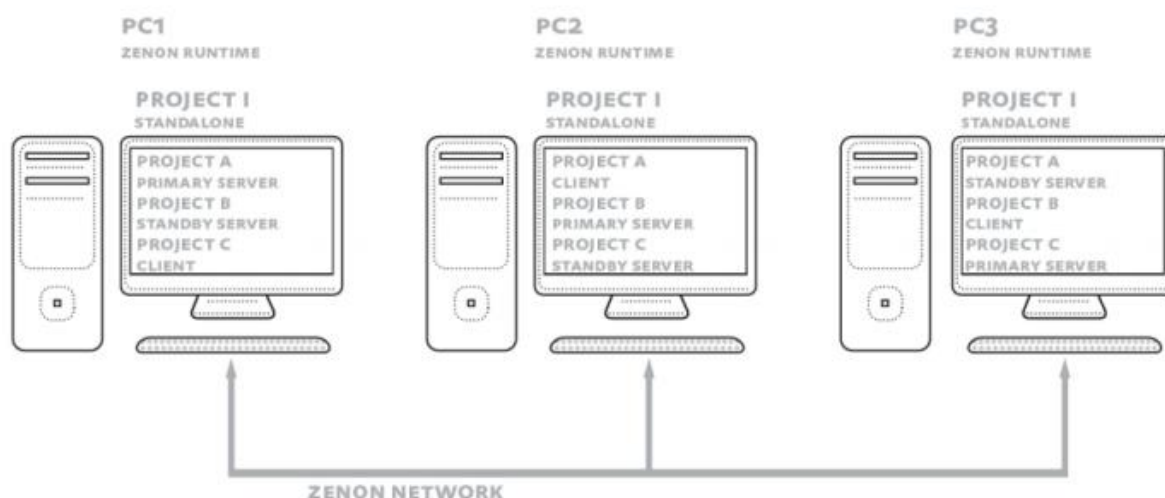 PC1
ZENON RUNTIME
PROJECT I
STANDALONE
PROJECT A
PRIMARY SERVER
PROJECT B
STANDBY SERVER
PROJECT C
CLIENT
PC2
ZENON RUNTIME
PROJECT I
STANDALONE
PROJECT A
CLIENT
PROJECT B
PRIMARY SERVER
PROJECT C
STANDBY SERVER
PC3
ZENON RUNTIME
PROJECT I
STANDALONE
PROJECT A
STANDBY SERVER
PROJECT B
CLIENT
PROJECT C
PRIMARY SERVER
ZENON NETWORK